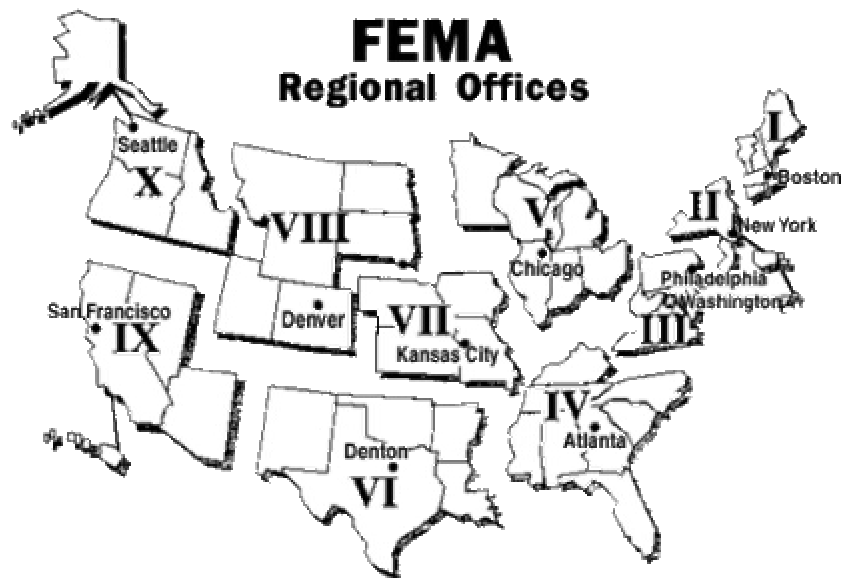 FEMA
Regional Offices
Seattle
X
VIII
V
I
Boston
II
New York
Chicago
Philadelphia
Washington
III
San Francisco
IX
Denver
VII
Kansas City
IV
Atlanta
Denton
VI